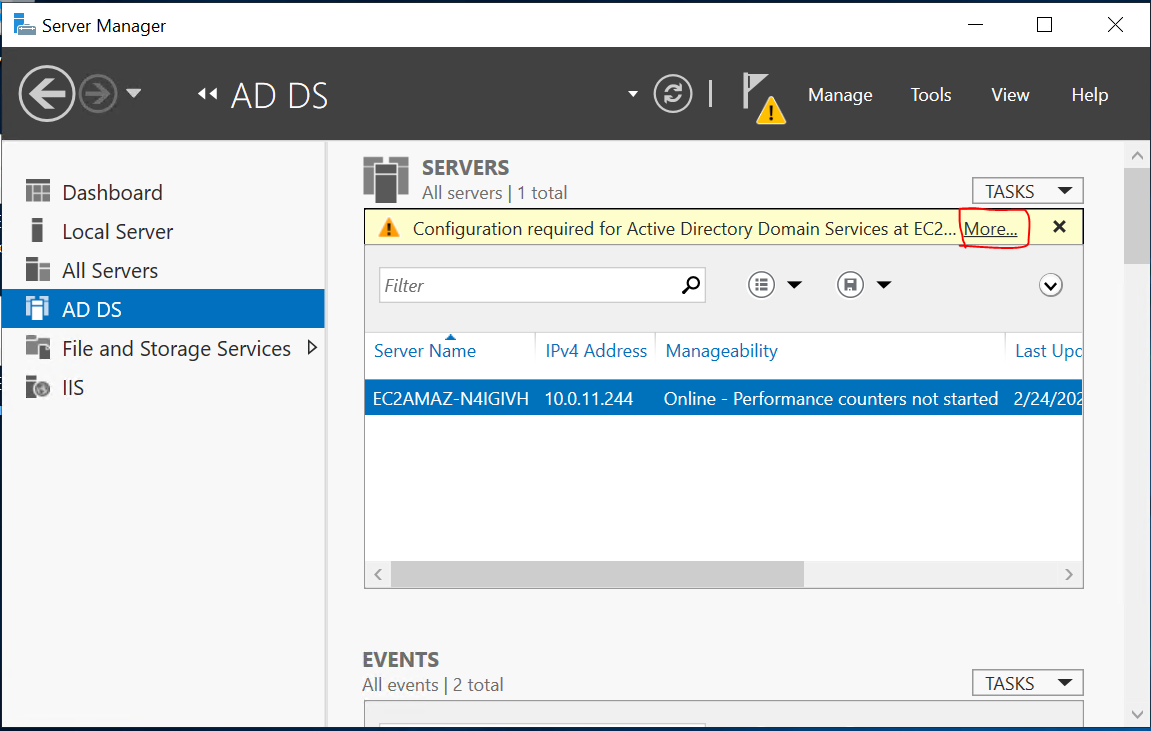 Server Manager
AD DS
Manage Tools View Help
Dashboard
Local Server
All Servers
AD DS
File and Storage Services
IIS
SERVERS
All servers | 1 total
TASKS
Configuration required for Active Directory Domain Services at EC2... More...
Filter
Server Name IPv4 Address Manageability Last Upd
EC2AMAZ-N4IGIVH 10.0.11.244 Online - Performance counters not started 2/24/202
EVENTS
All events | 2 total
TASKS